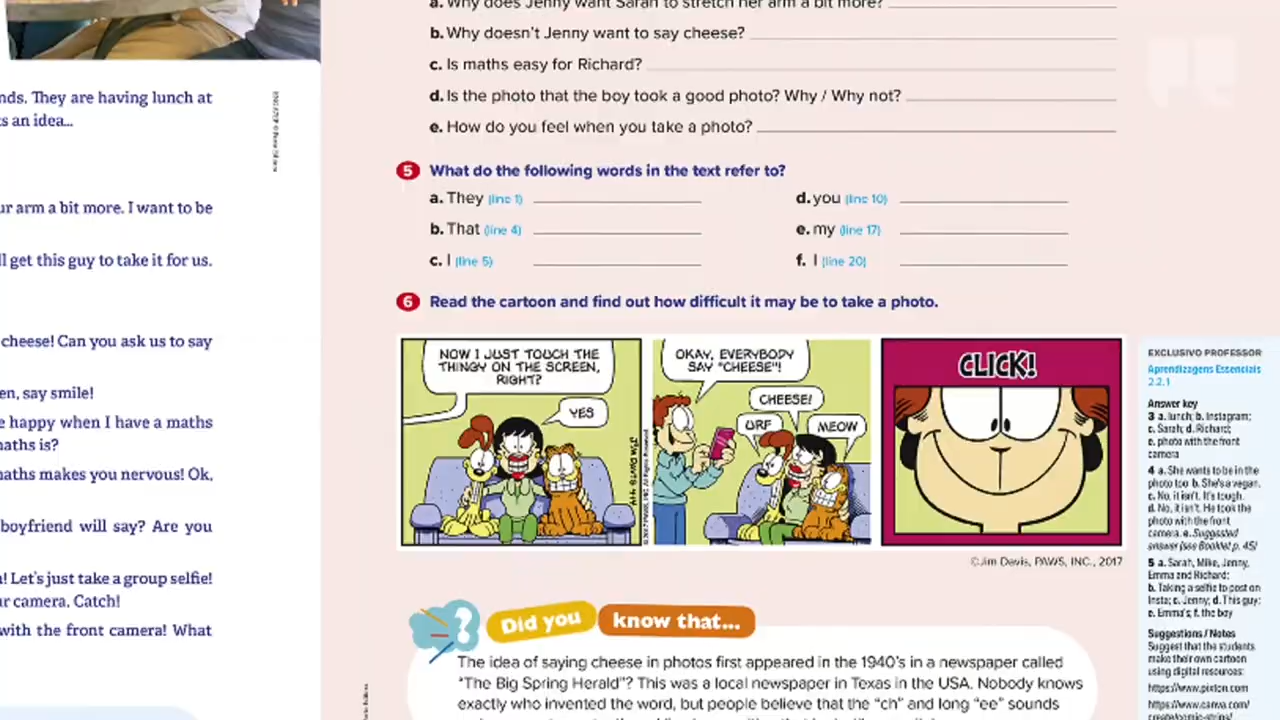 nds. They are having lunch at
s an idea...
ur arm a bit more. I want to be
ll get this guy to take it for us.
cheese! Can you ask us to say
en, say smile!
e happy when I have a maths
naths is?
naths makes you nervous! Ok,
boyfriend will say? Are you
! Let's just take a group selfie!
ur camera. Catch!
with the front camera! What
a. Why does Jenny want Sarah to stretch her arm a bit more?
b. Why doesn't Jenny want to say cheese?
c. Is maths easy for Richard?
d. Is the photo that the boy took a good photo? Why / Why not?
e. How do you feel when you take a photo?
5 What do the following words in the text refer to?
a. They (line 1)
b. That (line 4)
c. I (line 5)
d. you (line 10)
e. my (line 17)
f. I (line 20)
6 Read the cartoon and find out how difficult it may be to take a photo.
NOW I JUST TOUCH THE
THINGY ON THE SCREEN,
RIGHT?
YES
JIM DAVIS
OKAY, EVERYBODY
SAY "CHEESE"!
CHEESE!
URF
MEOW
CLICK!
©Jim Davis, PAWS, INC., 2017
Did you know that...
The idea of saying cheese in photos first appeared in the 1940's in a newspaper called
"The Big Spring Herald"? This was a local newspaper in Texas in the USA. Nobody knows
exactly who invented the word, but people believe that the "ch" and long "ee" sounds
EXCLUSIVO PROFESSOR
Aprendizagens Essenciais
2.2.1
Answer key
3 a. lunch; b. Instagram;
c. Sarah; d. Richard;
e. photo with the front
camera
4 a. She wants to be in the
photo too b. She's a vegan.
c. No, it isn't. It's tough.
d. No, it isn't. He took the
photo with the front
camera. e. Suggested
answer (see Booklet p. 45)
5 a. Sarah, Mike, Jenny,
Emma and Richard;
b. Taking a selfie to post on
Insta; c. Jenny; d. This guy;
e. Emma's; f. the boy
Suggestions / Notes
Suggest that the students
make their own cartoon
using digital resources:
https://www.pixton.com
https://www.canva.com/
create/comic-strips/